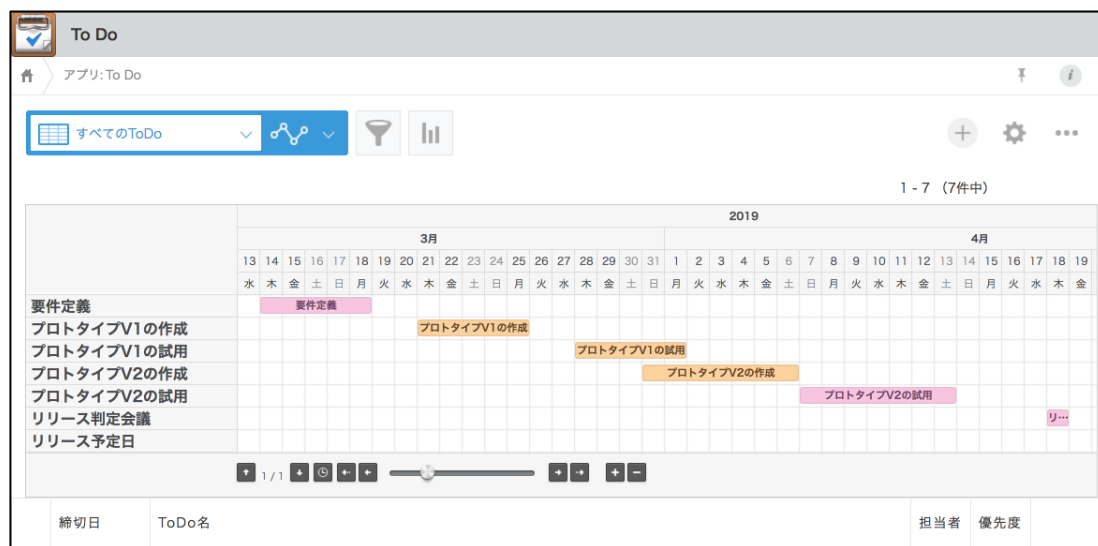 To Do
アプリ: To Do
すべてのToDo
1 - 7 (7件中)
2019
3月 4月
13 14 15 16 17 18 19 20 21 22 23 24 25 26 27 28 29 30 31 1 2 3 4 5 6 7 8 9 10 11 12 13 14 15 16 17 18 19
水 木 金 土 日 月 火 水 木 金 土 日 月 火 水 木 金 土 日 月 火 水 木 金 土 日 月 火 水 木 金 土 日 月 火 水 木 金
要件定義 要件定義
プロトタイプV1の作成 プロトタイプV1の作成
プロトタイプV1の試用 プロトタイプV1の試用
プロトタイプV2の作成 プロトタイプV2の作成
プロトタイプV2の試用 プロトタイプV2の試用
リリース判定会議 リ…
リリース予定日
1 / 1
締切日 ToDo名 担当者 優先度